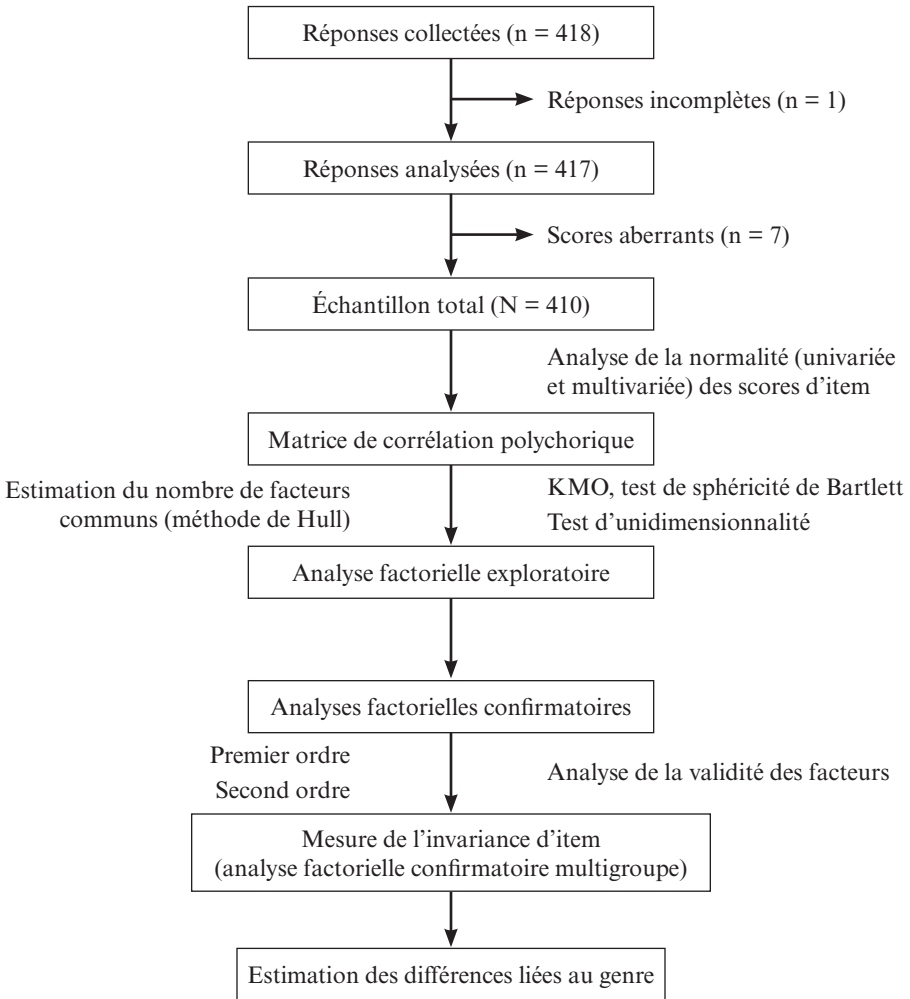 Réponses collectées (n = 418)
Réponses incomplètes (n = 1)
Réponses analysées (n = 417)
Scores aberrants (n = 7)
Échantillon total (N = 410)
Analyse de la normalité (univariée
et multivariée) des scores d'item
Matrice de corrélation polychorique
Estimation du nombre de facteurs
communs (méthode de Hull)
KMO, test de sphéricité de Bartlett
Test d'unidimensionnalité
Analyse factorielle exploratoire
Analyses factorielles confirmatoires
Premier ordre
Second ordre
Analyse de la validité des facteurs
Mesure de l'invariance d'item
(analyse factorielle confirmatoire multigroupe)
Estimation des différences liées au genre